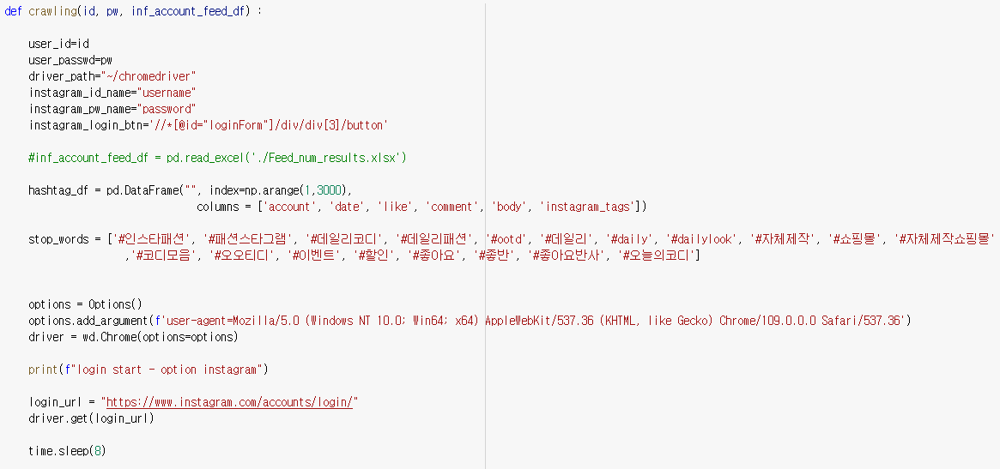 def crawling(id, pw, inf_account_feed_df) :
user_id=id
user_passwd=pw
driver_path="~/chromedriver"
instagram_id_name="username"
instagram_pw_name="password"
instagram_login_btn='//*[@id="loginForm"]/div/div[3]/button'
#inf_account_feed_df = pd.read_excel('./Feed_num_results.xlsx')
hashtag_df = pd.DataFrame("", index=np.arange(1,3000),
columns = ['account', 'date', 'like', 'comment', 'body', 'instagram_tags'])
stop_words = ['#인스타패션', '#패션스타그램', '#데일리코디', '#데일리패션', '#ootd', '#데일리', '#daily', '#dailylook', '#자체제작', '#쇼핑몰', '#자체제작쇼핑몰'
,'#코디모음', '#오오티디', '#이벤트', '#할인', '#좋아요', '#좋반', '#좋아요반사', '#오늘의코디']
options = Options()
options.add_argument(f'user-agent=Mozilla/5.0 (Windows NT 10.0; Win64; x64) AppleWebKit/537.36 (KHTML, like Gecko) Chrome/109.0.0.0 Safari/537.36')
driver = wd.Chrome(options=options)
print(f"login start - option instagram")
login_url = "https://www.instagram.com/accounts/login/"
driver.get(login_url)
time.sleep(8)